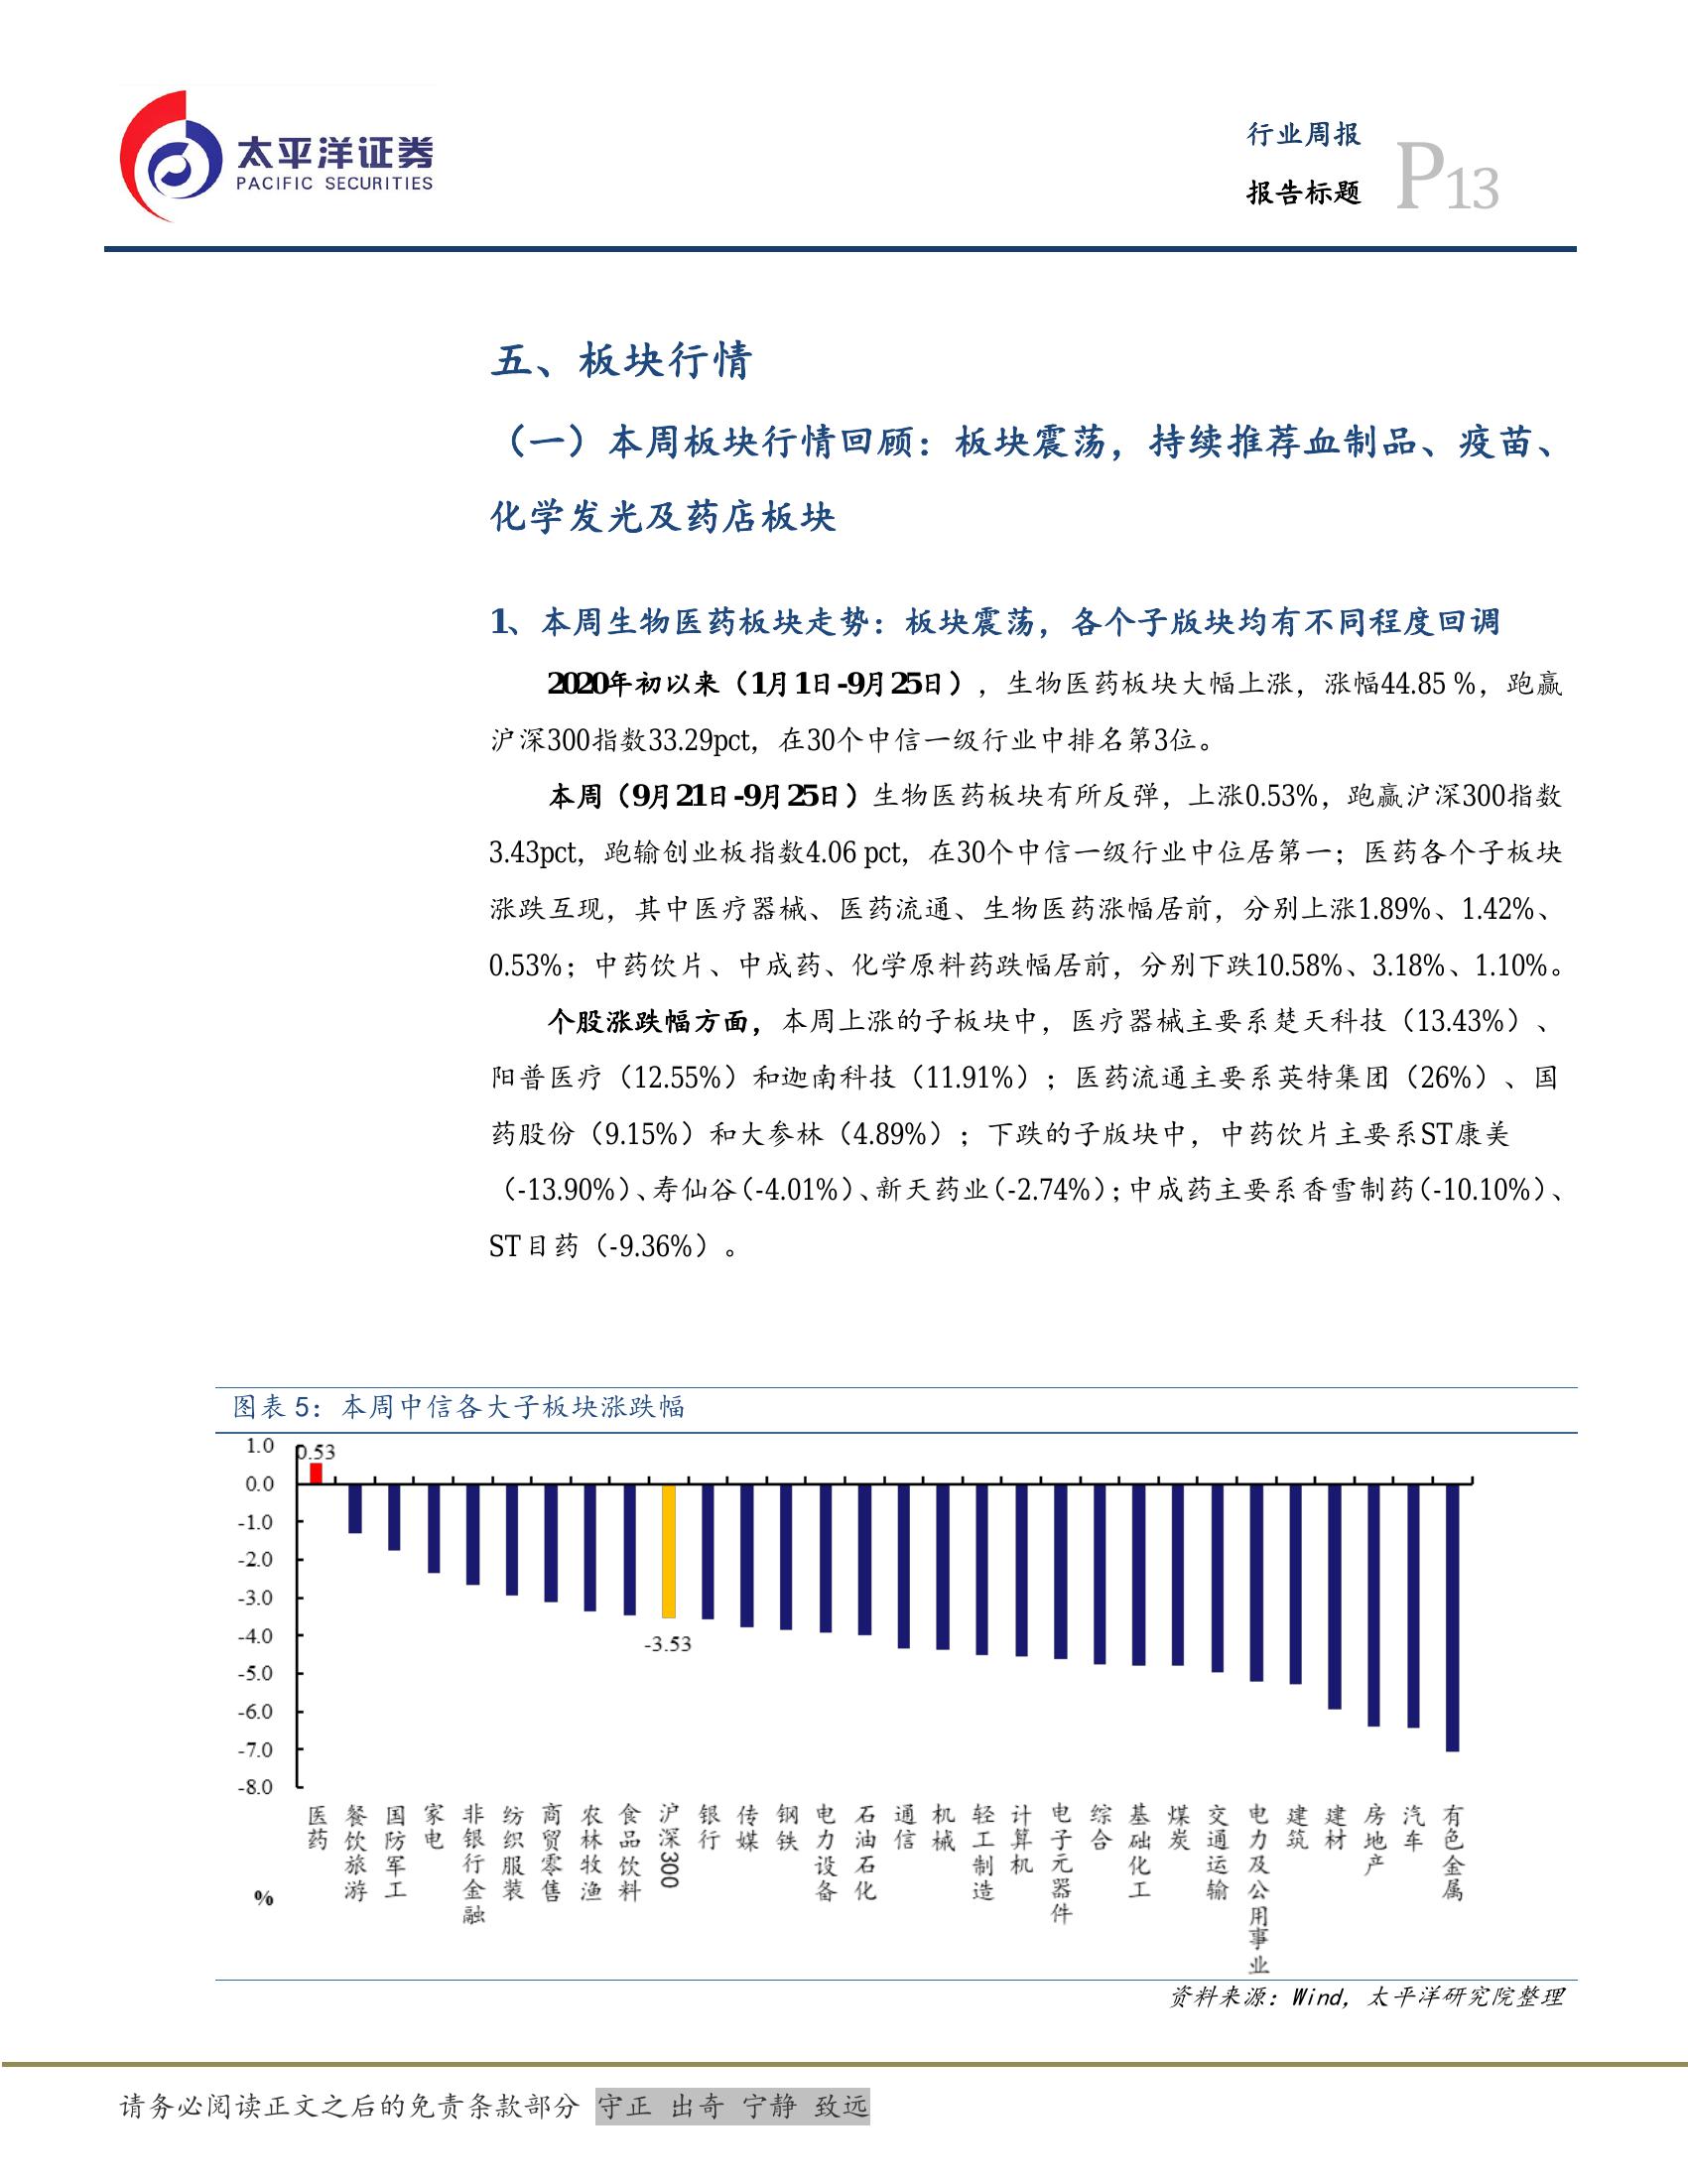 太平洋证券
PACIFIC SECURITIES
行业周报
报告标题
P13
五、板块行情
（一）本周板块行情回顾：板块震荡，持续推荐血制品、疫苗、
化学发光及药店板块
1、本周生物医药板块走势：板块震荡，各个子版块均有不同程度回调
2020年初以来（1月1日-9月25日），生物医药板块大幅上涨，涨幅44.85 %，跑赢
沪深300指数33.29pct，在30个中信一级行业中排名第3位。
本周（9月21日-9月25日）生物医药板块有所反弹，上涨0.53%，跑赢沪深300指数
3.43pct，跑输创业板指数4.06 pct，在30个中信一级行业中位居第一；医药各个子板块
涨跌互现，其中医疗器械、医药流通、生物医药涨幅居前，分别上涨1.89%、1.42%、
0.53%；中药饮片、中成药、化学原料药跌幅居前，分别下跌10.58%、3.18%、1.10%。
个股涨跌幅方面，本周上涨的子板块中，医疗器械主要系楚天科技（13.43%）、
阳普医疗（12.55%）和迦南科技（11.91%）；医药流通主要系英特集团（26%）、国
药股份（9.15%）和大参林（4.89%）；下跌的子版块中，中药饮片主要系ST康美
（-13.90%）、寿仙谷（-4.01%）、新天药业（-2.74%）；中成药主要系香雪制药（-10.10%）、
ST目药（-9.36%）。
图表 5：本周中信各大子板块涨跌幅
1.0
0.0
-1.0
-2.0
-3.0
-4.0
-5.0
-6.0
-7.0
-8.0
%
0.53
-3.53
医药
餐饮旅游
国防军工
家电
非银行金融
纺织服装
商贸零售
农林牧渔
食品饮料
沪深300
银行
传媒
钢铁
电力设备
石油石化
通信
机械
轻工制造
计算机
电子元器件
综合
基础化工
煤炭
交通运输
电力及公用事业
建筑
建材
房地产
汽车
有色金属
资料来源：Wind，太平洋研究院整理
请务必阅读正文之后的免责条款部分 守正 出奇 宁静 致远